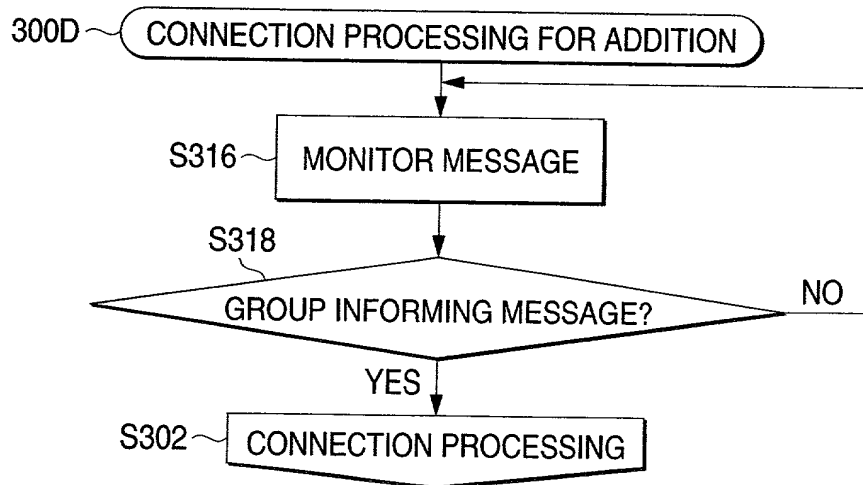 300D
CONNECTION PROCESSING FOR ADDITION
S316
MONITOR MESSAGE
S318
GROUP INFORMING MESSAGE?
NO
YES
S302
CONNECTION PROCESSING